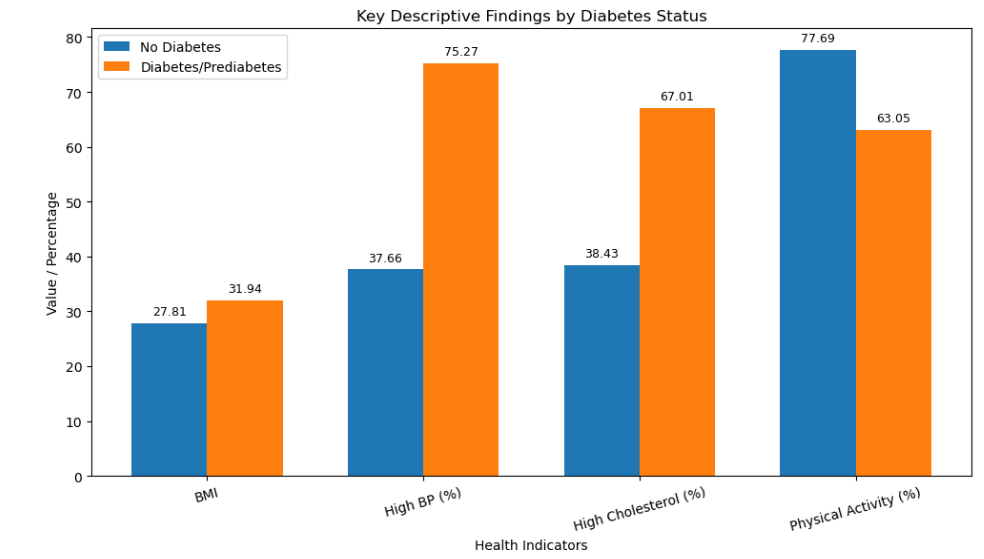 Key Descriptive Findings by Diabetes Status
No Diabetes
Diabetes/Prediabetes
80
70
60
50
40
30
20
10
0
Value / Percentage
27.81
31.94
37.66
75.27
38.43
67.01
77.69
63.05
BMI
High BP (%)
High Cholesterol (%)
Physical Activity (%)
Health Indicators